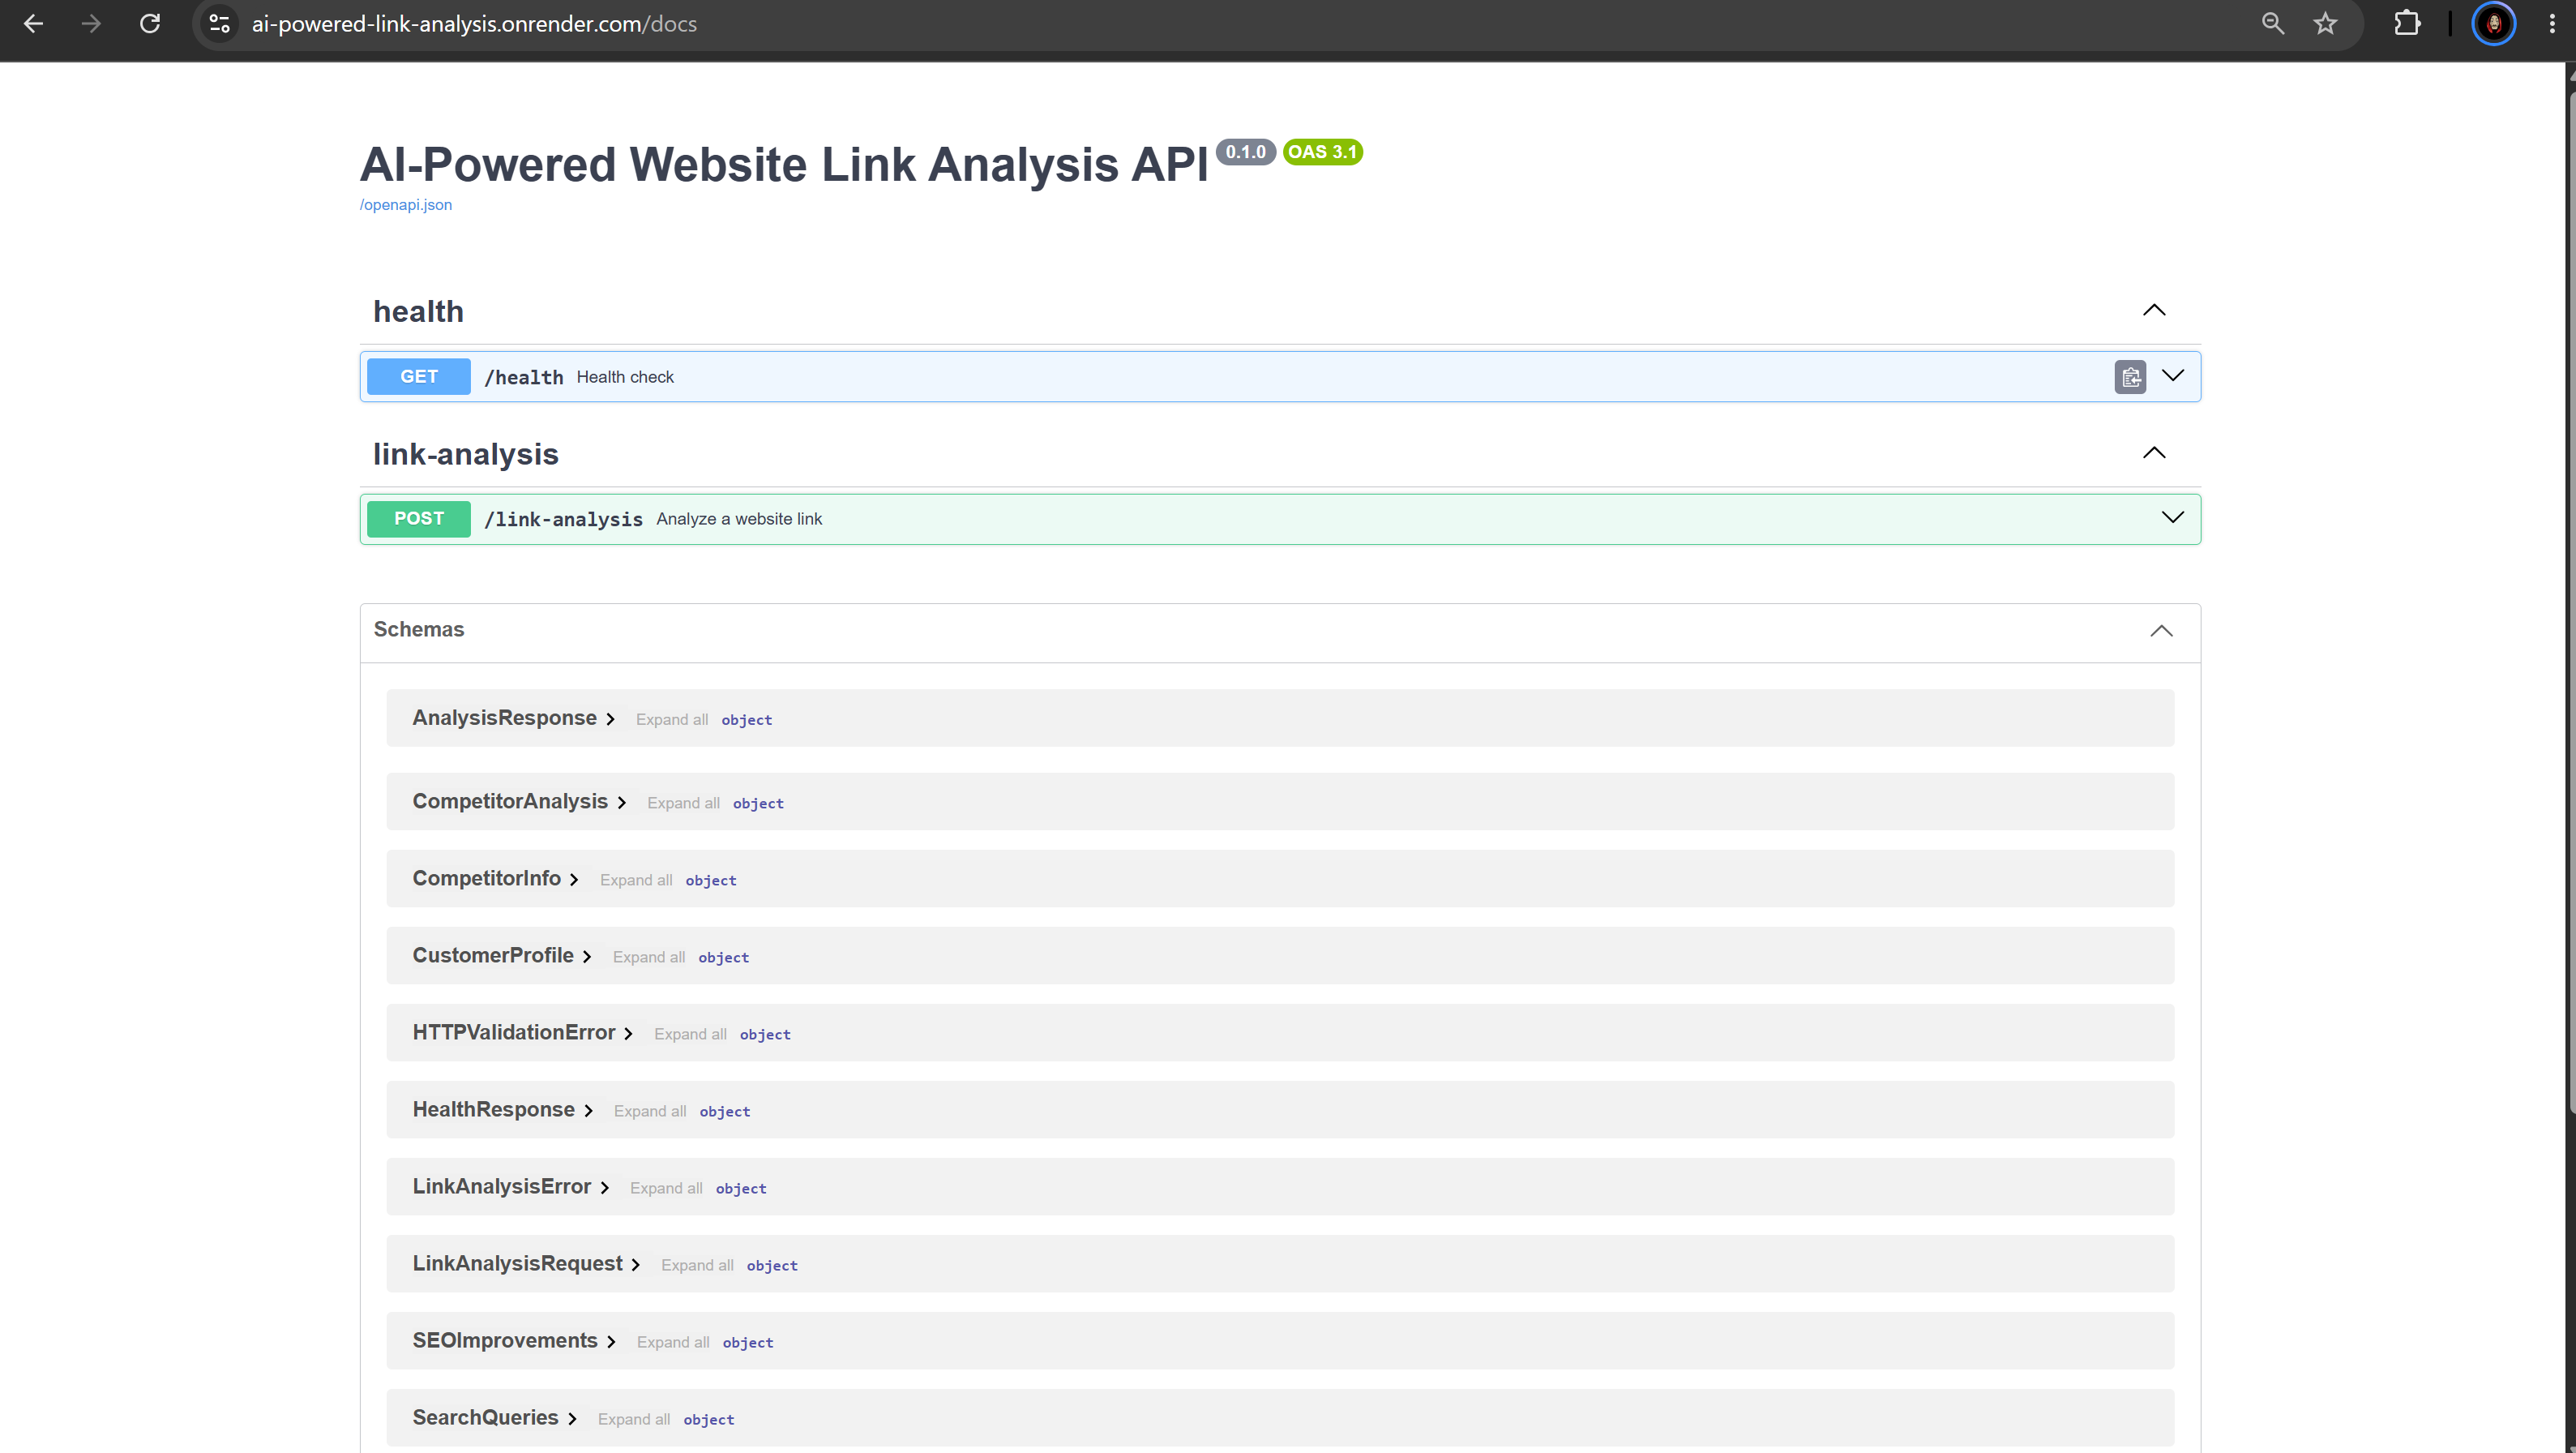 ai-powered-link-analysis.onrender.com/docs
AI-Powered Website Link Analysis API 0.1.0 OAS 3.1
/openapi.json
health
GET /health Health check
link-analysis
POST /link-analysis Analyze a website link
Schemas
AnalysisResponse Expand all object
CompetitorAnalysis Expand all object
CompetitorInfo Expand all object
CustomerProfile Expand all object
HTTPValidationError Expand all object
HealthResponse Expand all object
LinkAnalysisError Expand all object
LinkAnalysisRequest Expand all object
SEOImprovements Expand all object
SearchQueries Expand all object